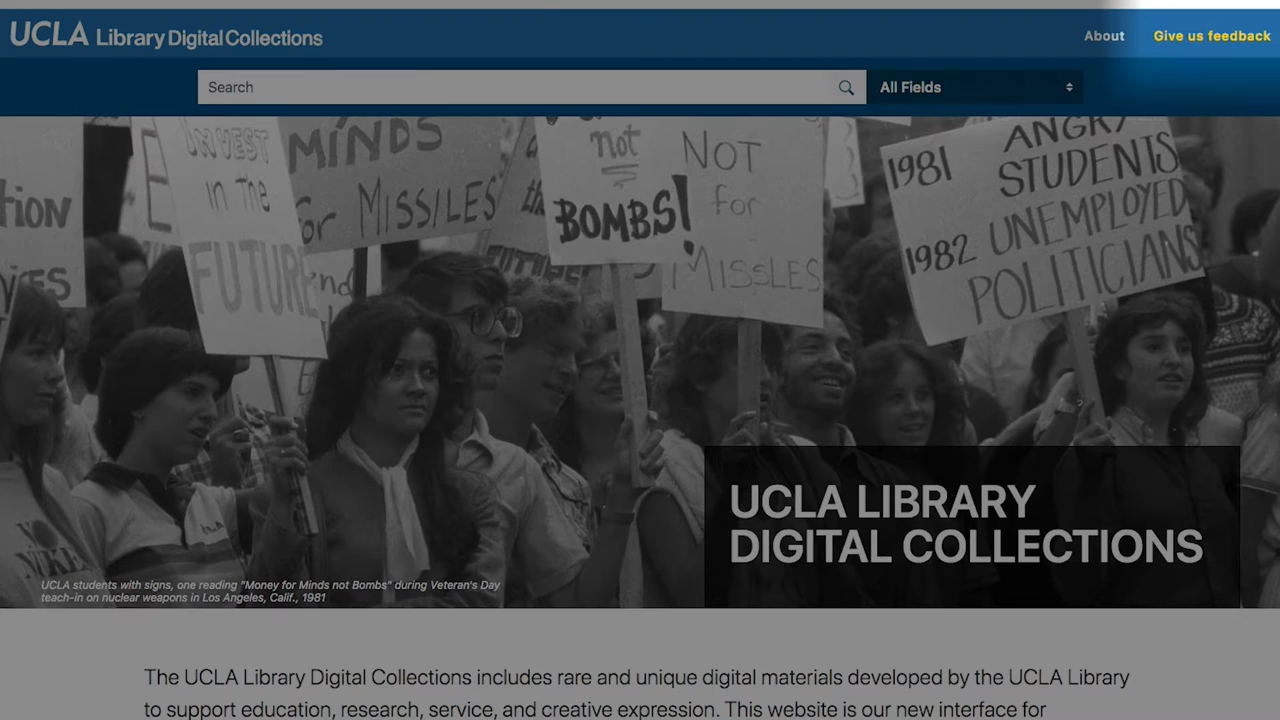 UCLA Library Digital Collections
About
Give us feedback
Search
All Fields
INVEST
in the
FUTURE
MINDS
for MISSILES
not
BOMBS!
NOT
for
MISSLES
1981 ANGRY
STUDENTS
1982 UNEMPLOYED
POLITICIANS
UCLA LIBRARY
DIGITAL COLLECTIONS
UCLA students with signs, one reading "Money for Minds not Bombs" during Veteran's Day
teach-in on nuclear weapons in Los Angeles, Calif., 1981
The UCLA Library Digital Collections includes rare and unique digital materials developed by the UCLA Library
to support education, research, service, and creative expression. This website is our new interface for